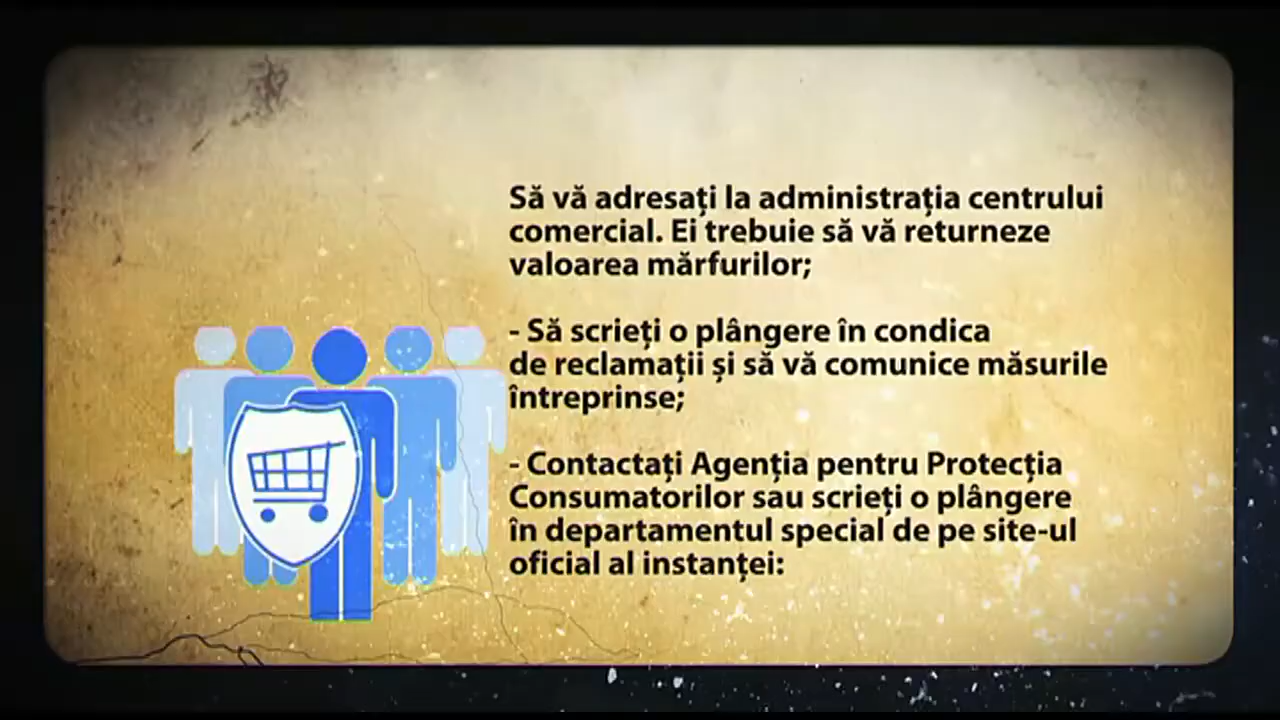 Să vă adresați la administrația centrului
comercial. Ei trebuie să vă returneze
valoarea mărfurilor;
- Să scrieți o plângere în condica
de reclamații și să vă comunice măsurile
întreprinse;
- Contactați Agenția pentru Protecția
Consumatorilor sau scrieți o plângere
în departamentul special de pe site-ul
oficial al instanței: